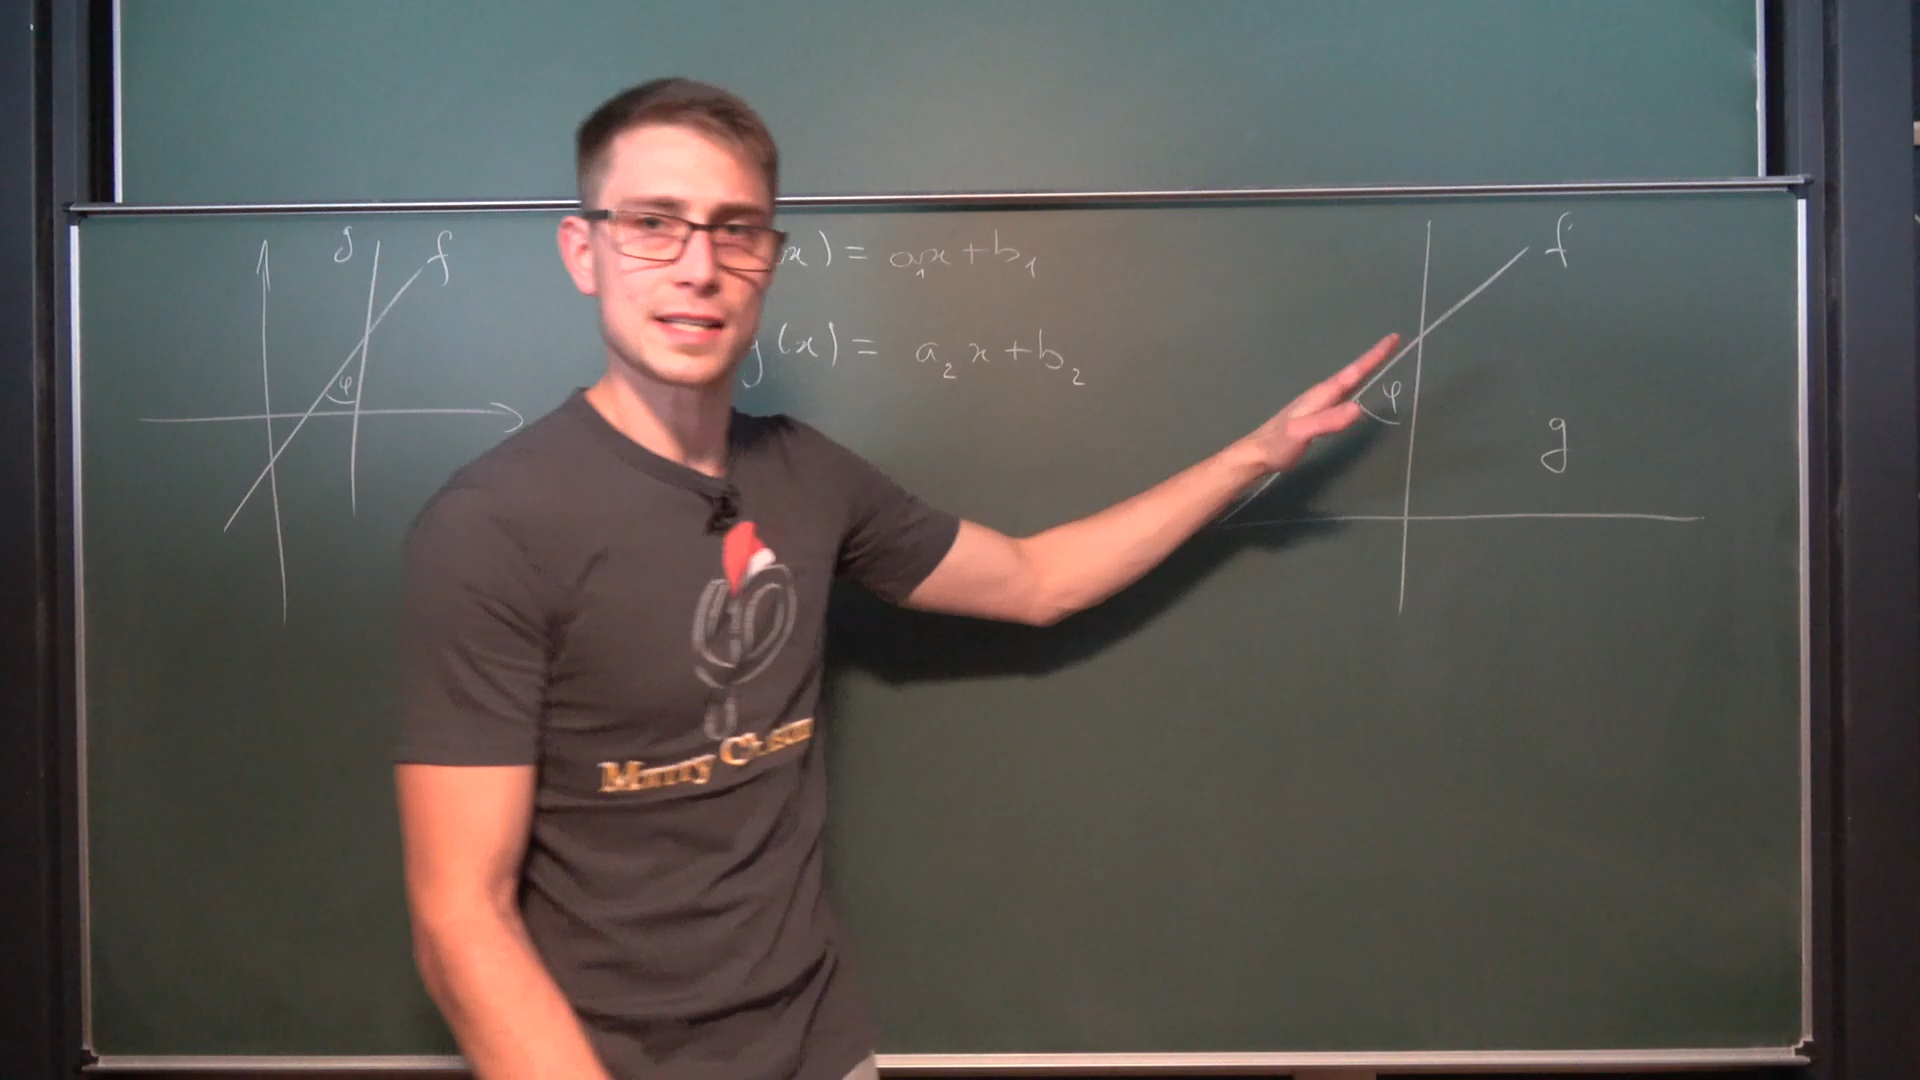 g f
φ
x) = a₁x+b₁
g(x) = a₂x+b₂
f
φ
g
Merry